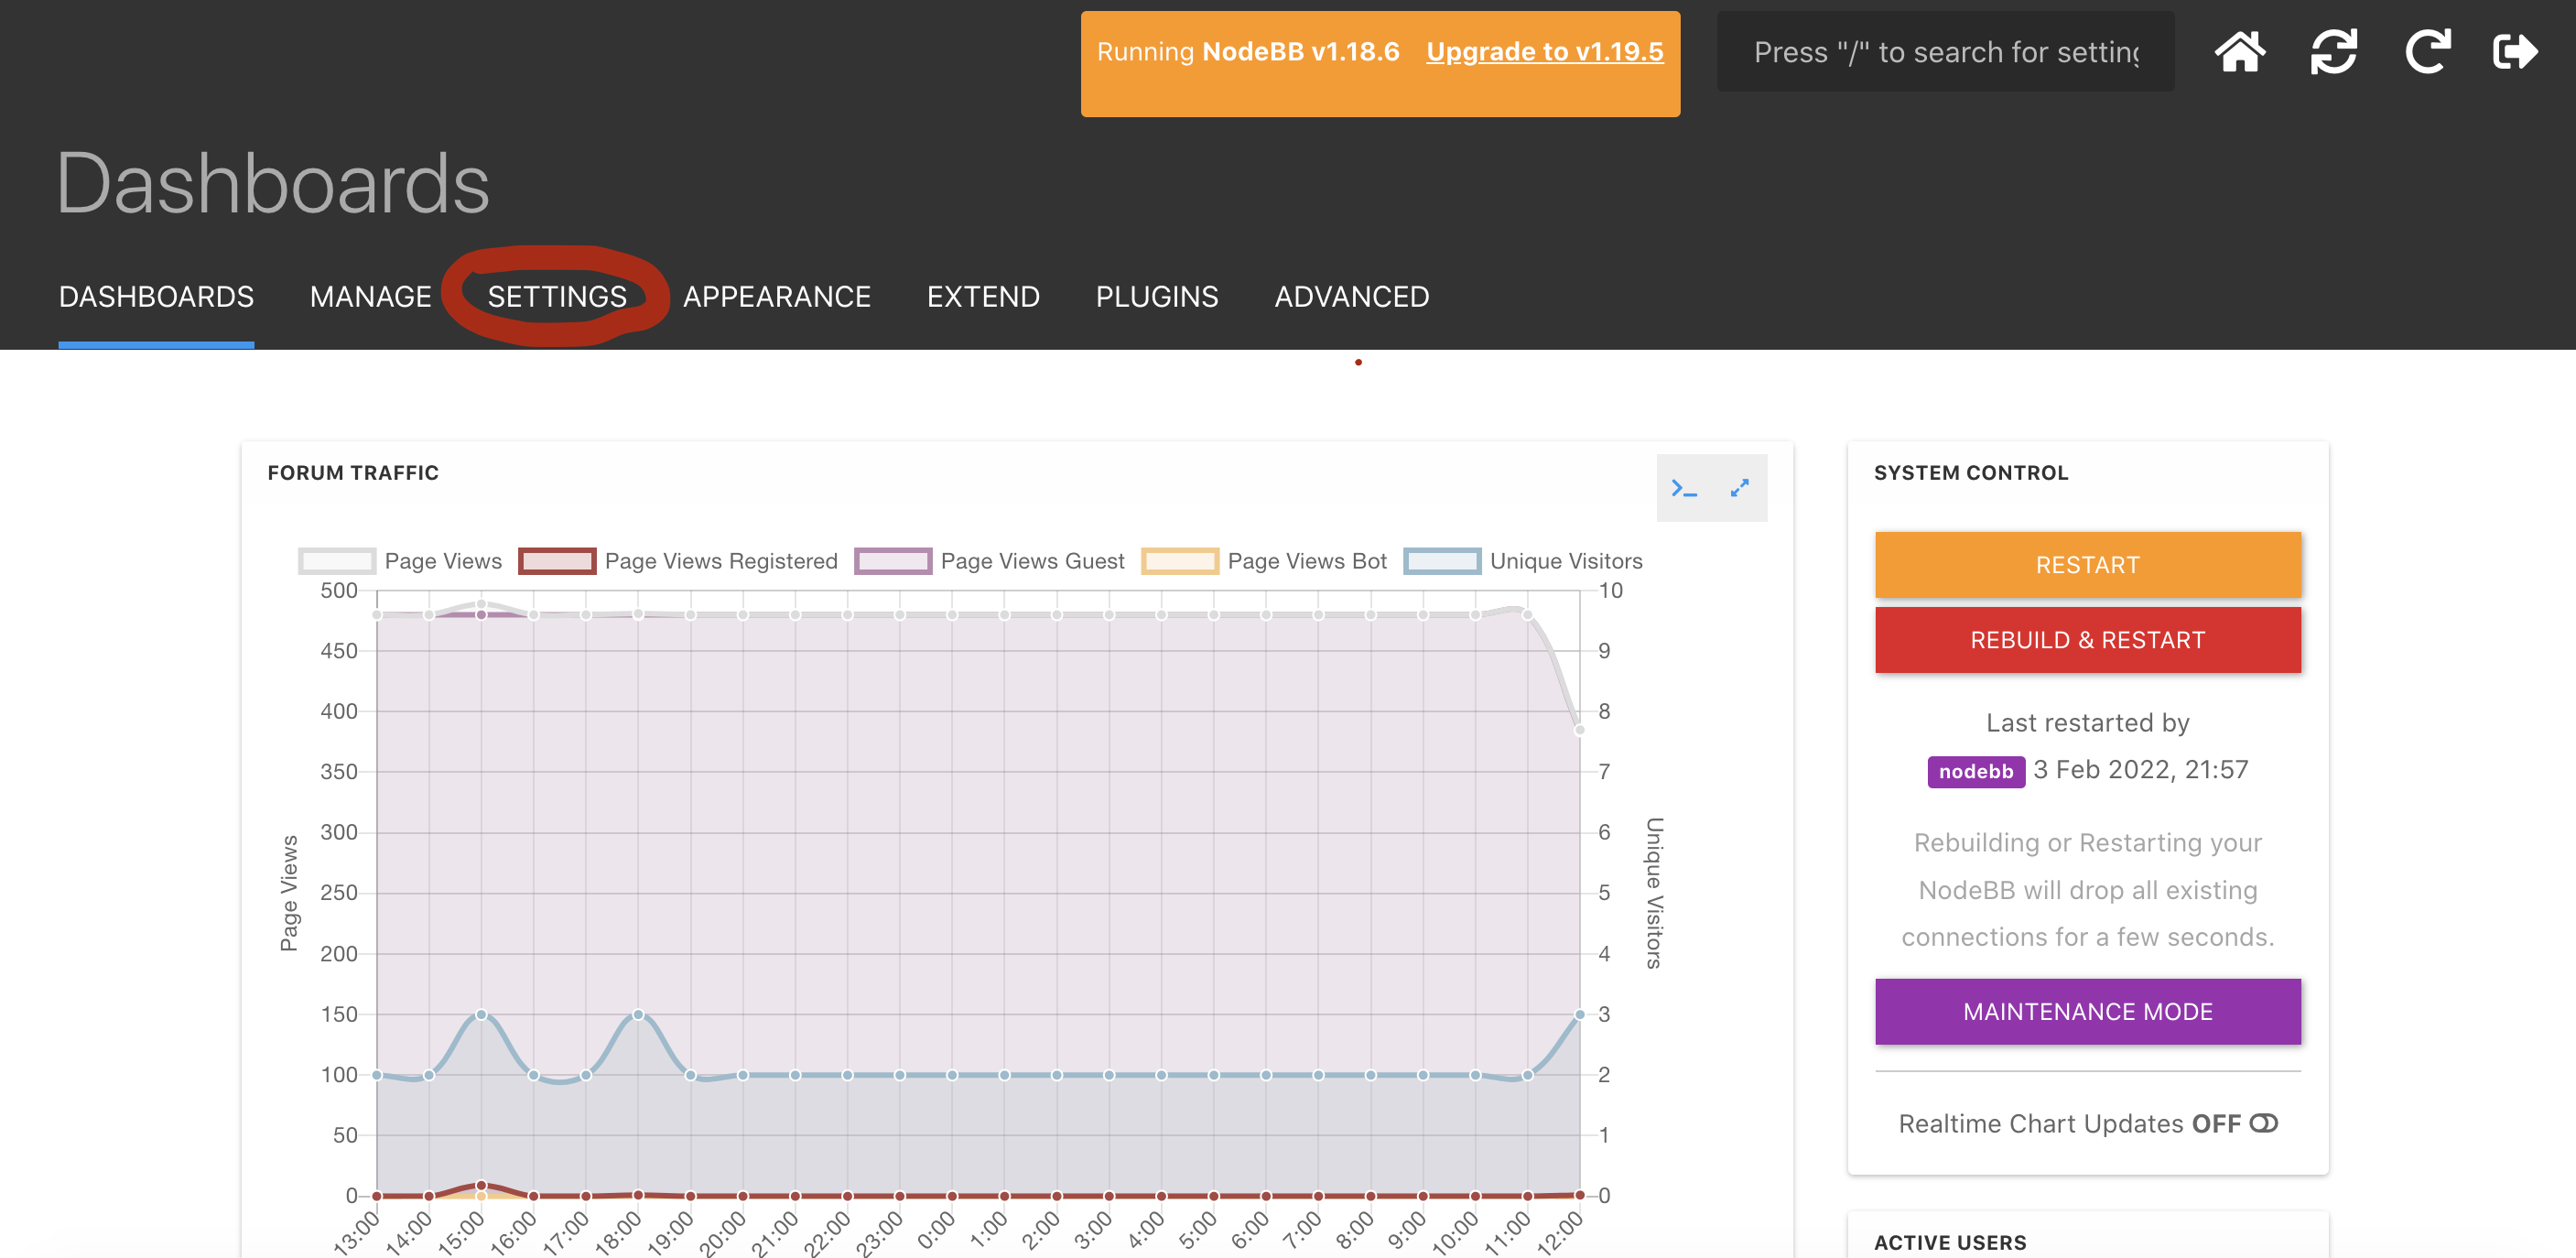 Running NodeBB v1.18.6 Upgrade to v1.19.5
Press "/" to search for setting
Dashboards
DASHBOARDS MANAGE SETTINGS APPEARANCE EXTEND PLUGINS ADVANCED
FORUM TRAFFIC
Page Views Page Views Registered Page Views Guest Page Views Bot Unique Visitors
500 10
450 9
400 8
350 7
300 6
250 5
200 4
150 3
100 2
50 1
0 0
Page Views
Unique Visitors
13:00 14:00 15:00 16:00 17:00 18:00 19:00 20:00 21:00 22:00 23:00 0:00 1:00 2:00 3:00 4:00 5:00 6:00 7:00 8:00 9:00 10:00 11:00 12:00
SYSTEM CONTROL
RESTART
REBUILD & RESTART
Last restarted by
nodebb 3 Feb 2022, 21:57
Rebuilding or Restarting your
NodeBB will drop all existing
connections for a few seconds.
MAINTENANCE MODE
Realtime Chart Updates OFF
ACTIVE USERS